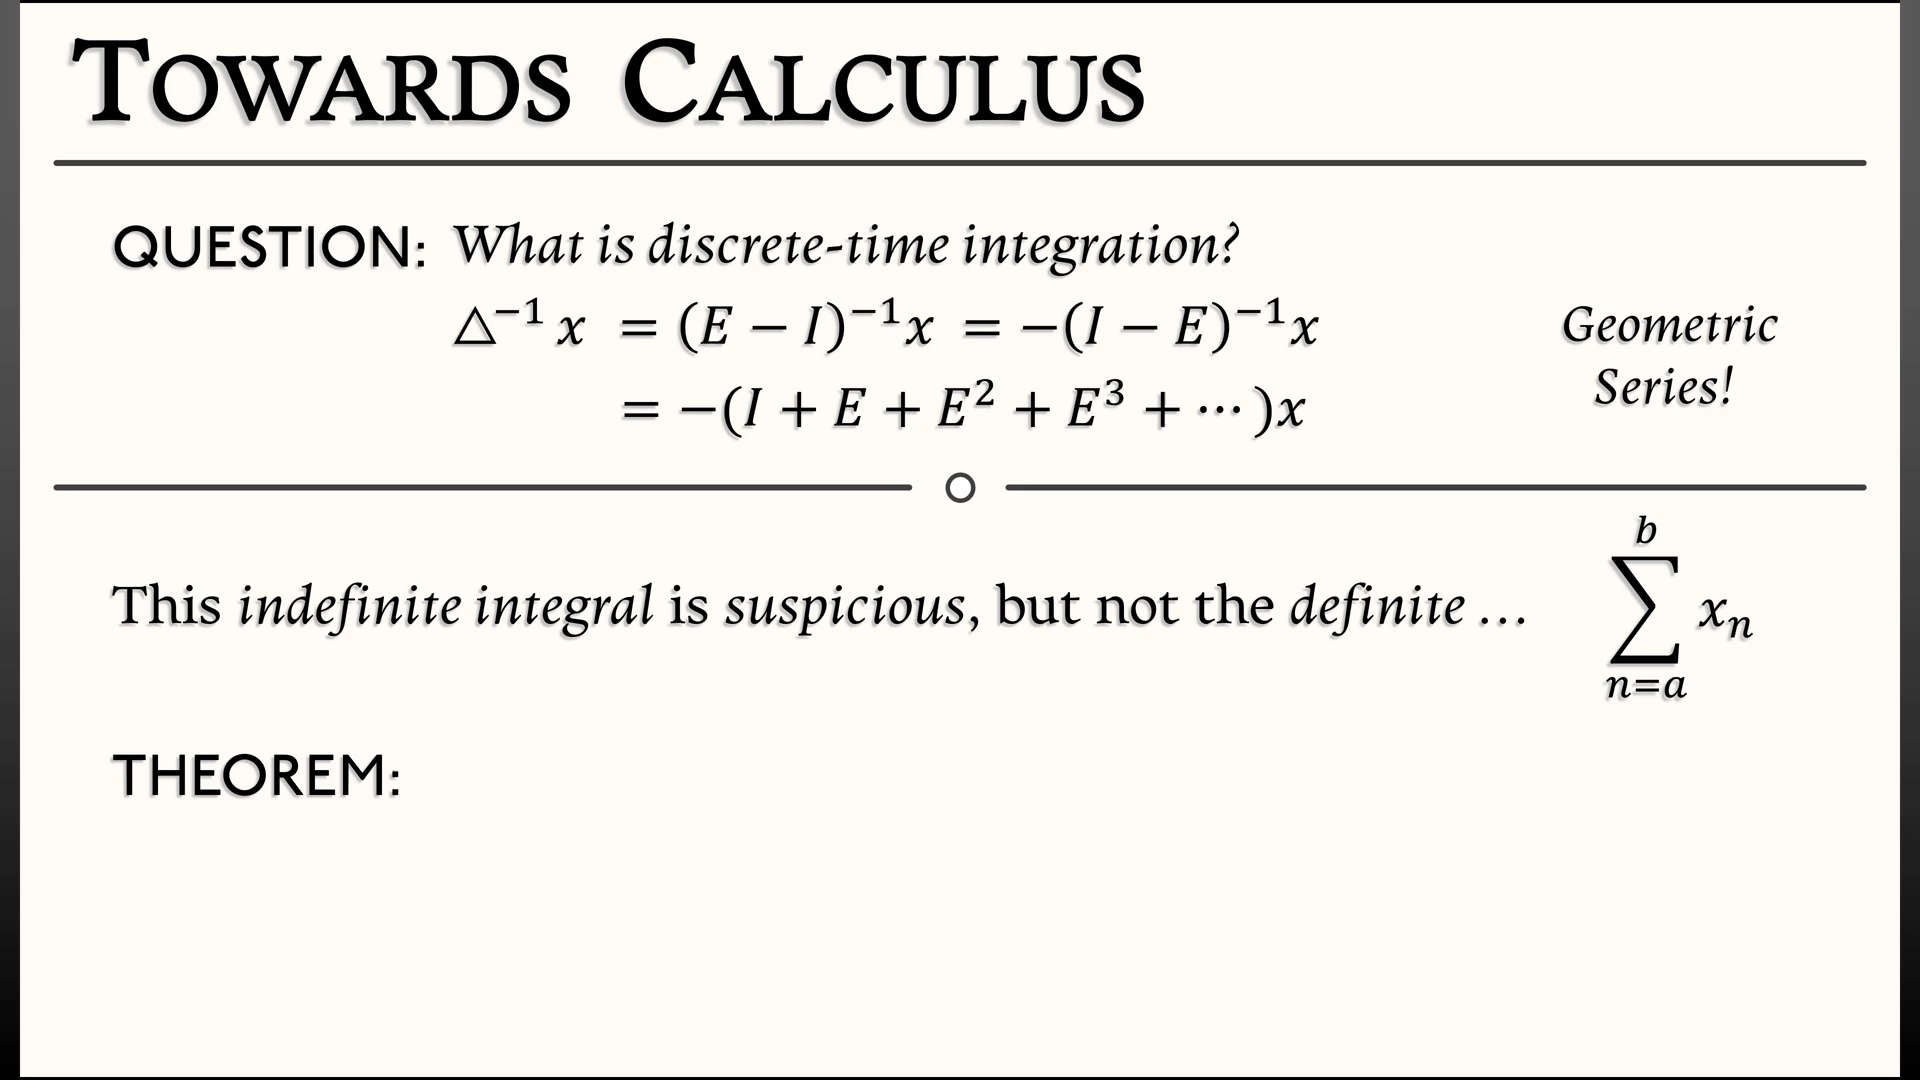 TOWARDS CALCULUS
QUESTION: What is discrete-time integration?
△⁻¹ x = (E − I)⁻¹x = −(I − E)⁻¹x
= −(I + E + E² + E³ + ⋯ )x
Geometric
Series!
This indefinite integral is suspicious, but not the definite …
b
∑ xₙ
n=a
THEOREM: